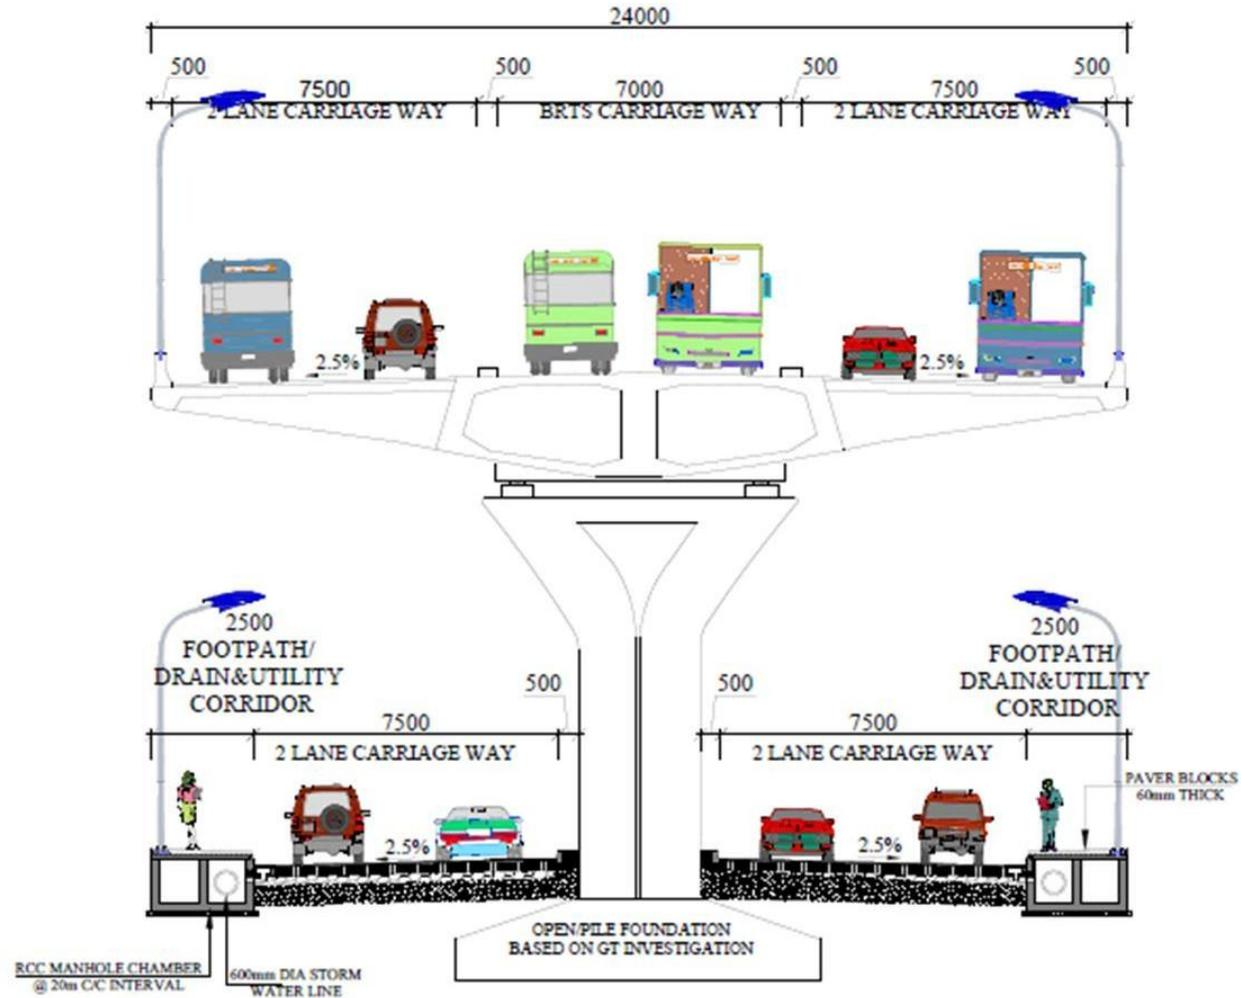 24000
500
7500
500
7000
500
7500
500
2 LANE CARRIAGE WAY
BRTS CARRIAGE WAY
2 LANE CARRIAGE WAY
2.5%
2.5%
2500
FOOTPATH/
DRAIN&UTILITY
CORRIDOR
2500
FOOTPATH/
DRAIN&UTILITY
CORRIDOR
500
500
7500
2 LANE CARRIAGE WAY
7500
2 LANE CARRIAGE WAY
PAVER BLOCKS
60mm THICK
2.5%
2.5%
OPEN/PILE FOUNDATION
BASED ON GT INVESTIGATION
RCC MANHOLE CHAMBER
@ 20m C/C INTERVAL
600mm DIA STORM
WATER LINE